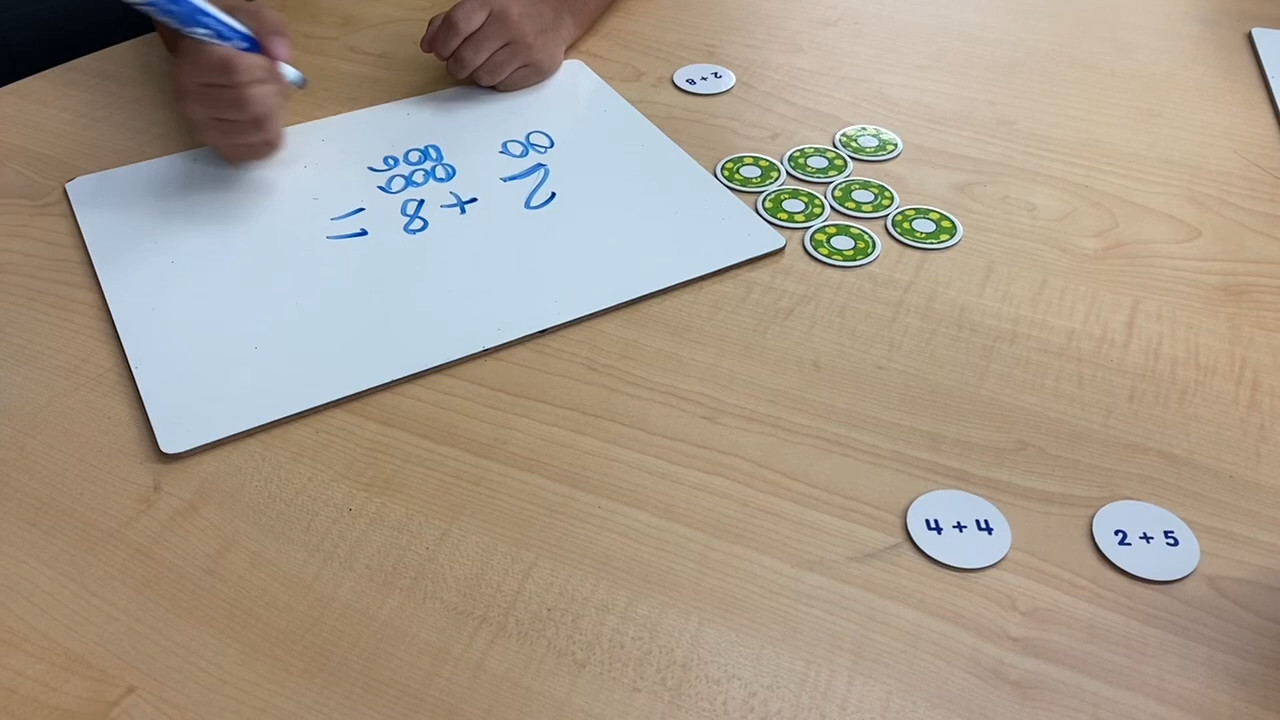 2 + 8
2 + 8 =
4 + 4
2 + 5